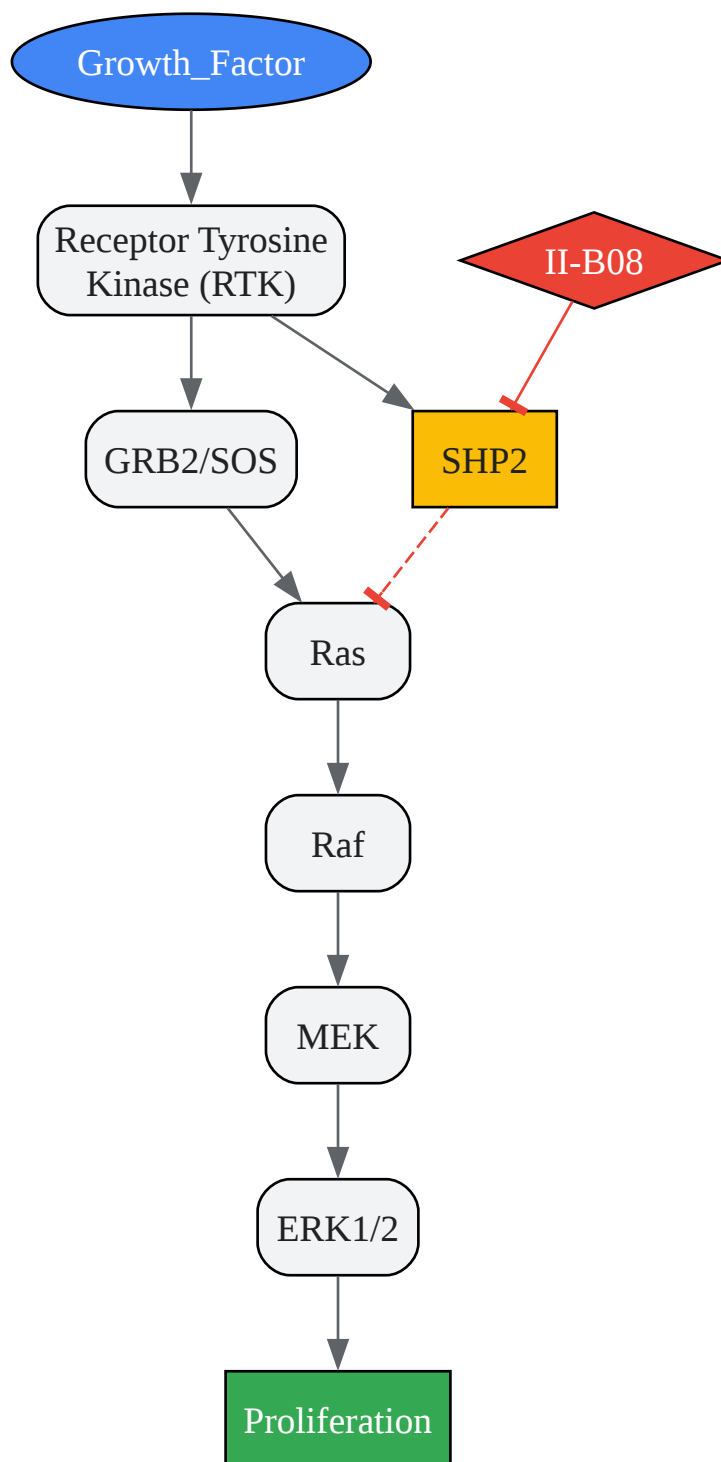 Growth_Factor
Receptor Tyrosine
Kinase (RTK)
II-B08
GRB2/SOS
SHP2
Ras
Raf
MEK
ERK1/2
Proliferation